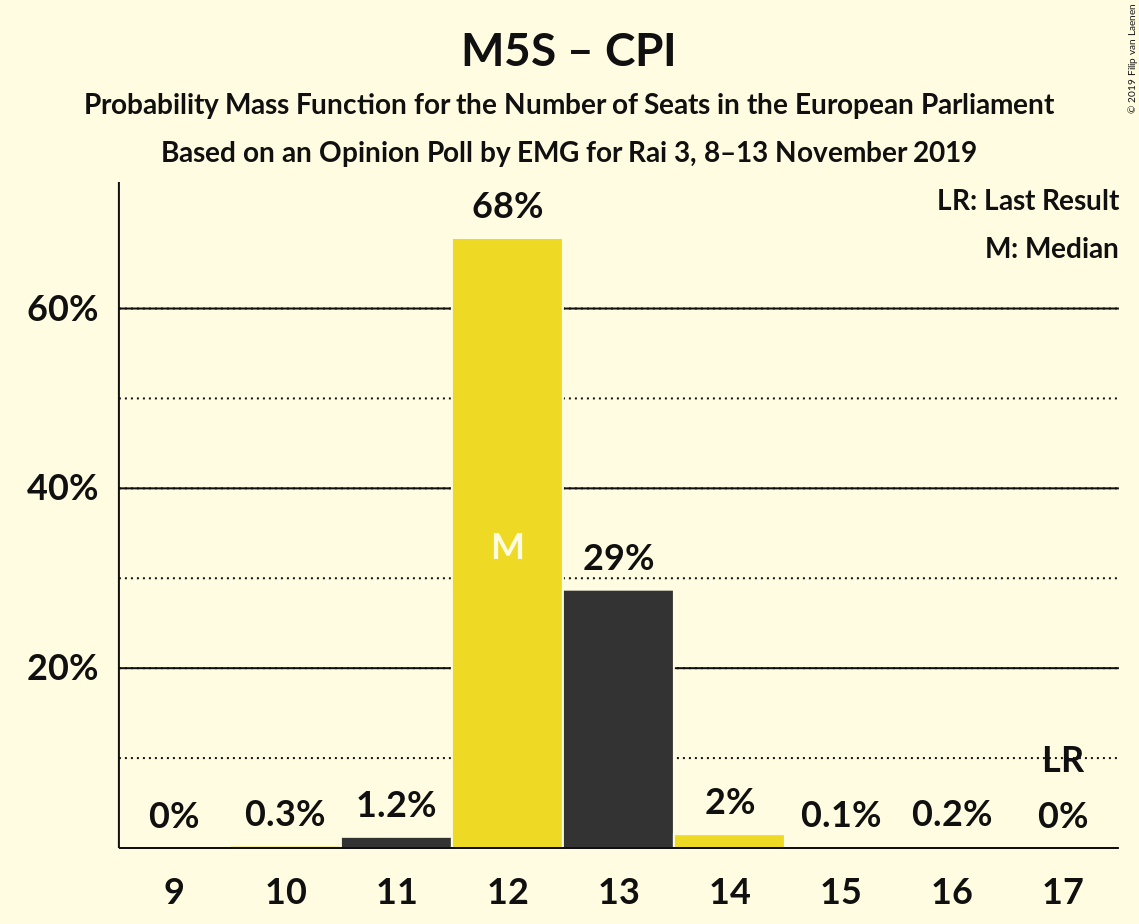 M5S – CPI
Probability Mass Function for the Number of Seats in the European Parliament
Based on an Opinion Poll by EMG for Rai 3, 8–13 November 2019
© 2019 Filip van Laenen
LR: Last Result
M: Median
68%
60%
40%
M
29%
20%
LR
0%
0.3%
1.2%
2%
0.1%
0.2%
0%
9
10
11
12
13
14
15
16
17